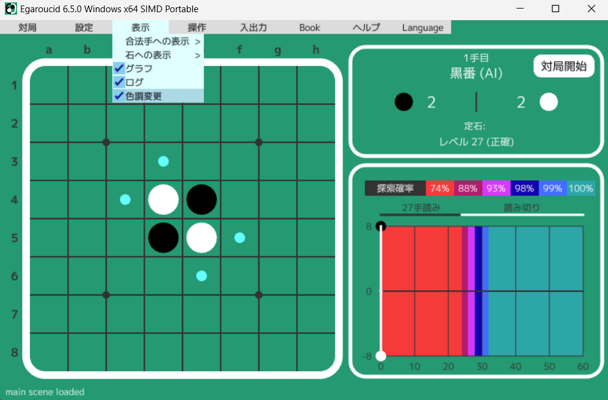 Egaroucid 6.5.0 Windows x64 SIMD Portable
対局 設定 表示 操作 入出力 Book ヘルプ Language
合法手への表示 >
石への表示 >
グラフ
ログ
色調変更
a b f g h
1
2
3
4
5
6
7
8
1手目
黒番 (AI)
対局開始
2 2
定石:
レベル 27 (正確)
探索確率 74% 88% 93% 98% 99% 100%
27手読み 読み切り
8
0
-8
0 10 20 30 40 50 60
main scene loaded